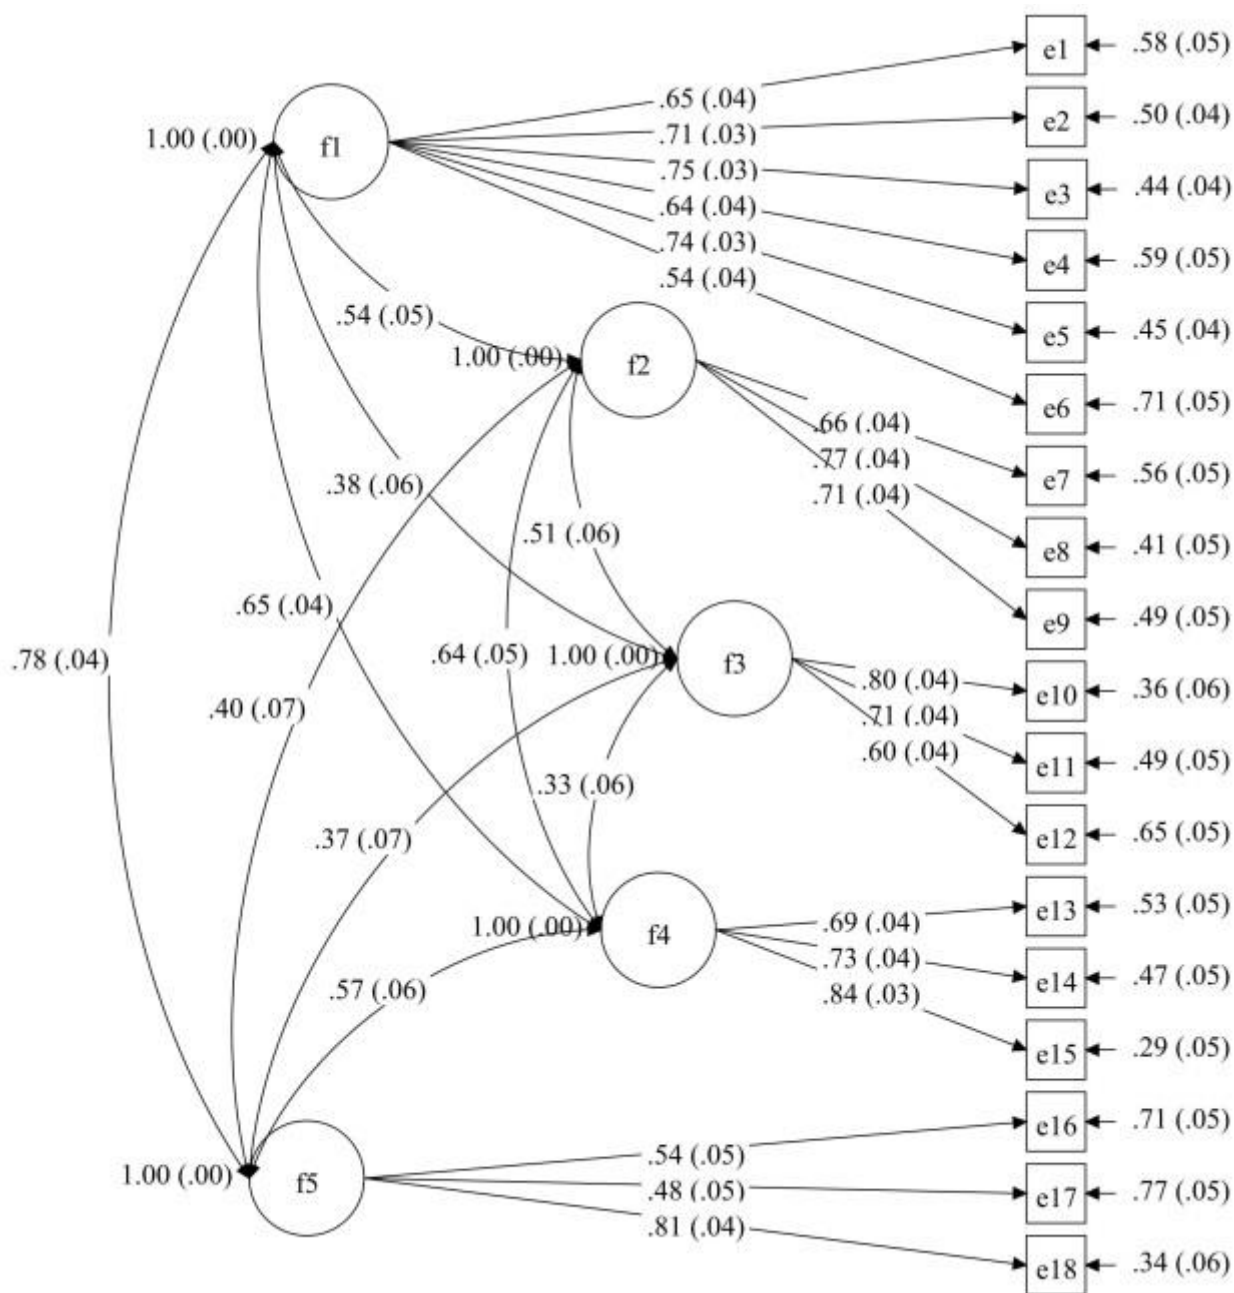 e1 .58 (.05)
.65 (.04)
1.00 (.00) f1
e2 .50 (.04)
.71 (.03)
.75 (.03)
e3 .44 (.04)
.64 (.04)
.74 (.03)
e4 .59 (.05)
.54 (.04)
.54 (.05)
e5 .45 (.04)
1.00 (.00) f2
e6 .71 (.05)
.66 (.04)
.77 (.04)
e7 .56 (.05)
.38 (.06)
.71 (.04)
.51 (.06)
e8 .41 (.05)
.65 (.04)
e9 .49 (.05)
.78 (.04)
.64 (.05)
1.00 (.00) f3
.80 (.04)
e10 .36 (.06)
.40 (.07)
.71 (.04)
.60 (.04)
e11 .49 (.05)
.33 (.06)
.37 (.07)
e12 .65 (.05)
e13 .53 (.05)
.69 (.04)
1.00 (.00) f4
.73 (.04)
e14 .47 (.05)
.57 (.06)
.84 (.03)
e15 .29 (.05)
e16 .71 (.05)
.54 (.05)
1.00 (.00) f5
.48 (.05)
e17 .77 (.05)
.81 (.04)
e18 .34 (.06)